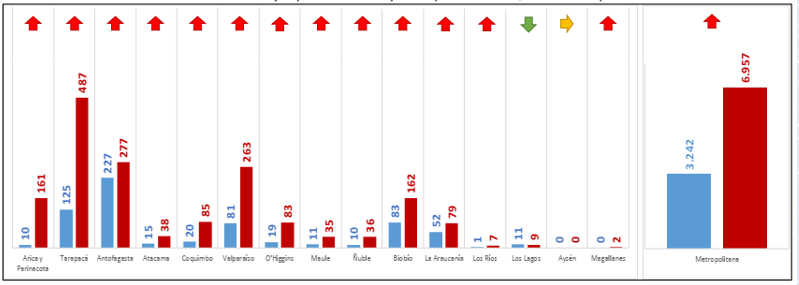 10 161
125 487
227 277
15 38
20 85
81 263
19 83
11 35
10 36
83 162
52 79
1 7
11 9
0 0
0 2
3.242 6.957
Arica y Parinacota
Tarapacá
Antofagasta
Atacama
Coquimbo
Valparaíso
O'Higgins
Maule
Ñuble
Biobío
La Araucanía
Los Ríos
Los Lagos
Aysén
Magallanes
Metropolitana